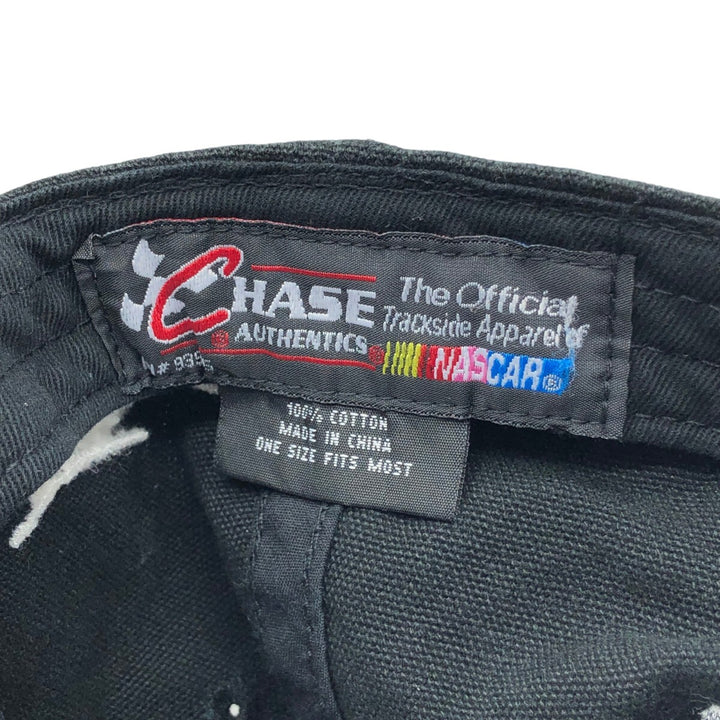 CHASE
AUTHENTICS®
The Official
Trackside Apparel of
NASCAR®
100% COTTON
MADE IN CHINA
ONE SIZE FITS MOST